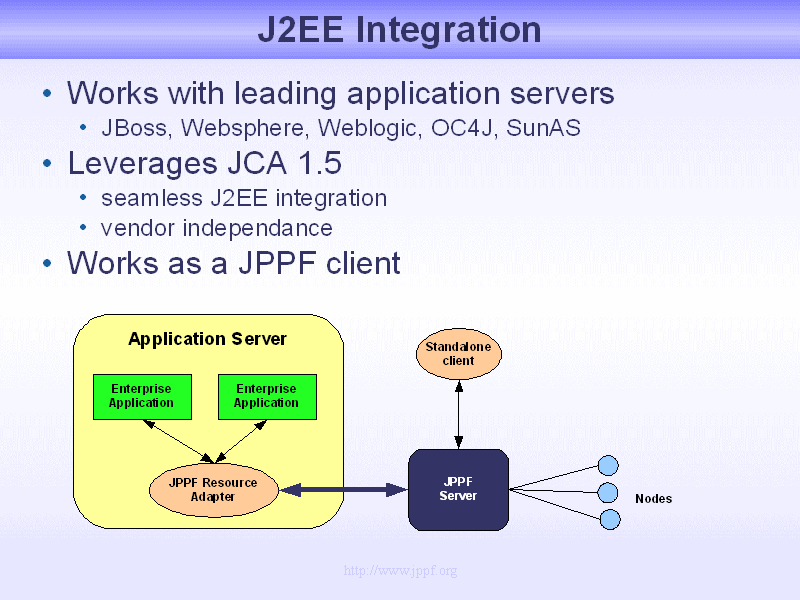 J2EE Integration
• Works with leading application servers
• JBoss, Websphere, Weblogic, OC4J, SunAS
• Leverages JCA 1.5
• seamless J2EE integration
• vendor independance
• Works as a JPPF client
Application Server
Enterprise
Application
Enterprise
Application
JPPF Resource
Adapter
Standalone
client
JPPF
Server
Nodes
http://www.jppf.org